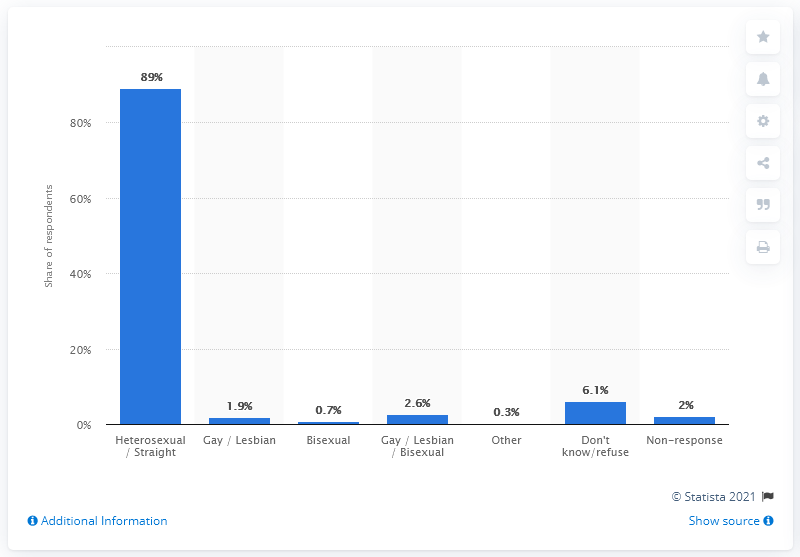 89%
80%
60%
40%
20%
0%
Share of respondents
1.9%
0.7%
2.6%
0.3%
6.1%
2%
Heterosexual
/ Straight
Gay / Lesbian
Bisexual
Gay / Lesbian
/ Bisexual
Other
Don't
know/refuse
Non-response
© Statista 2021
Additional Information
Show source